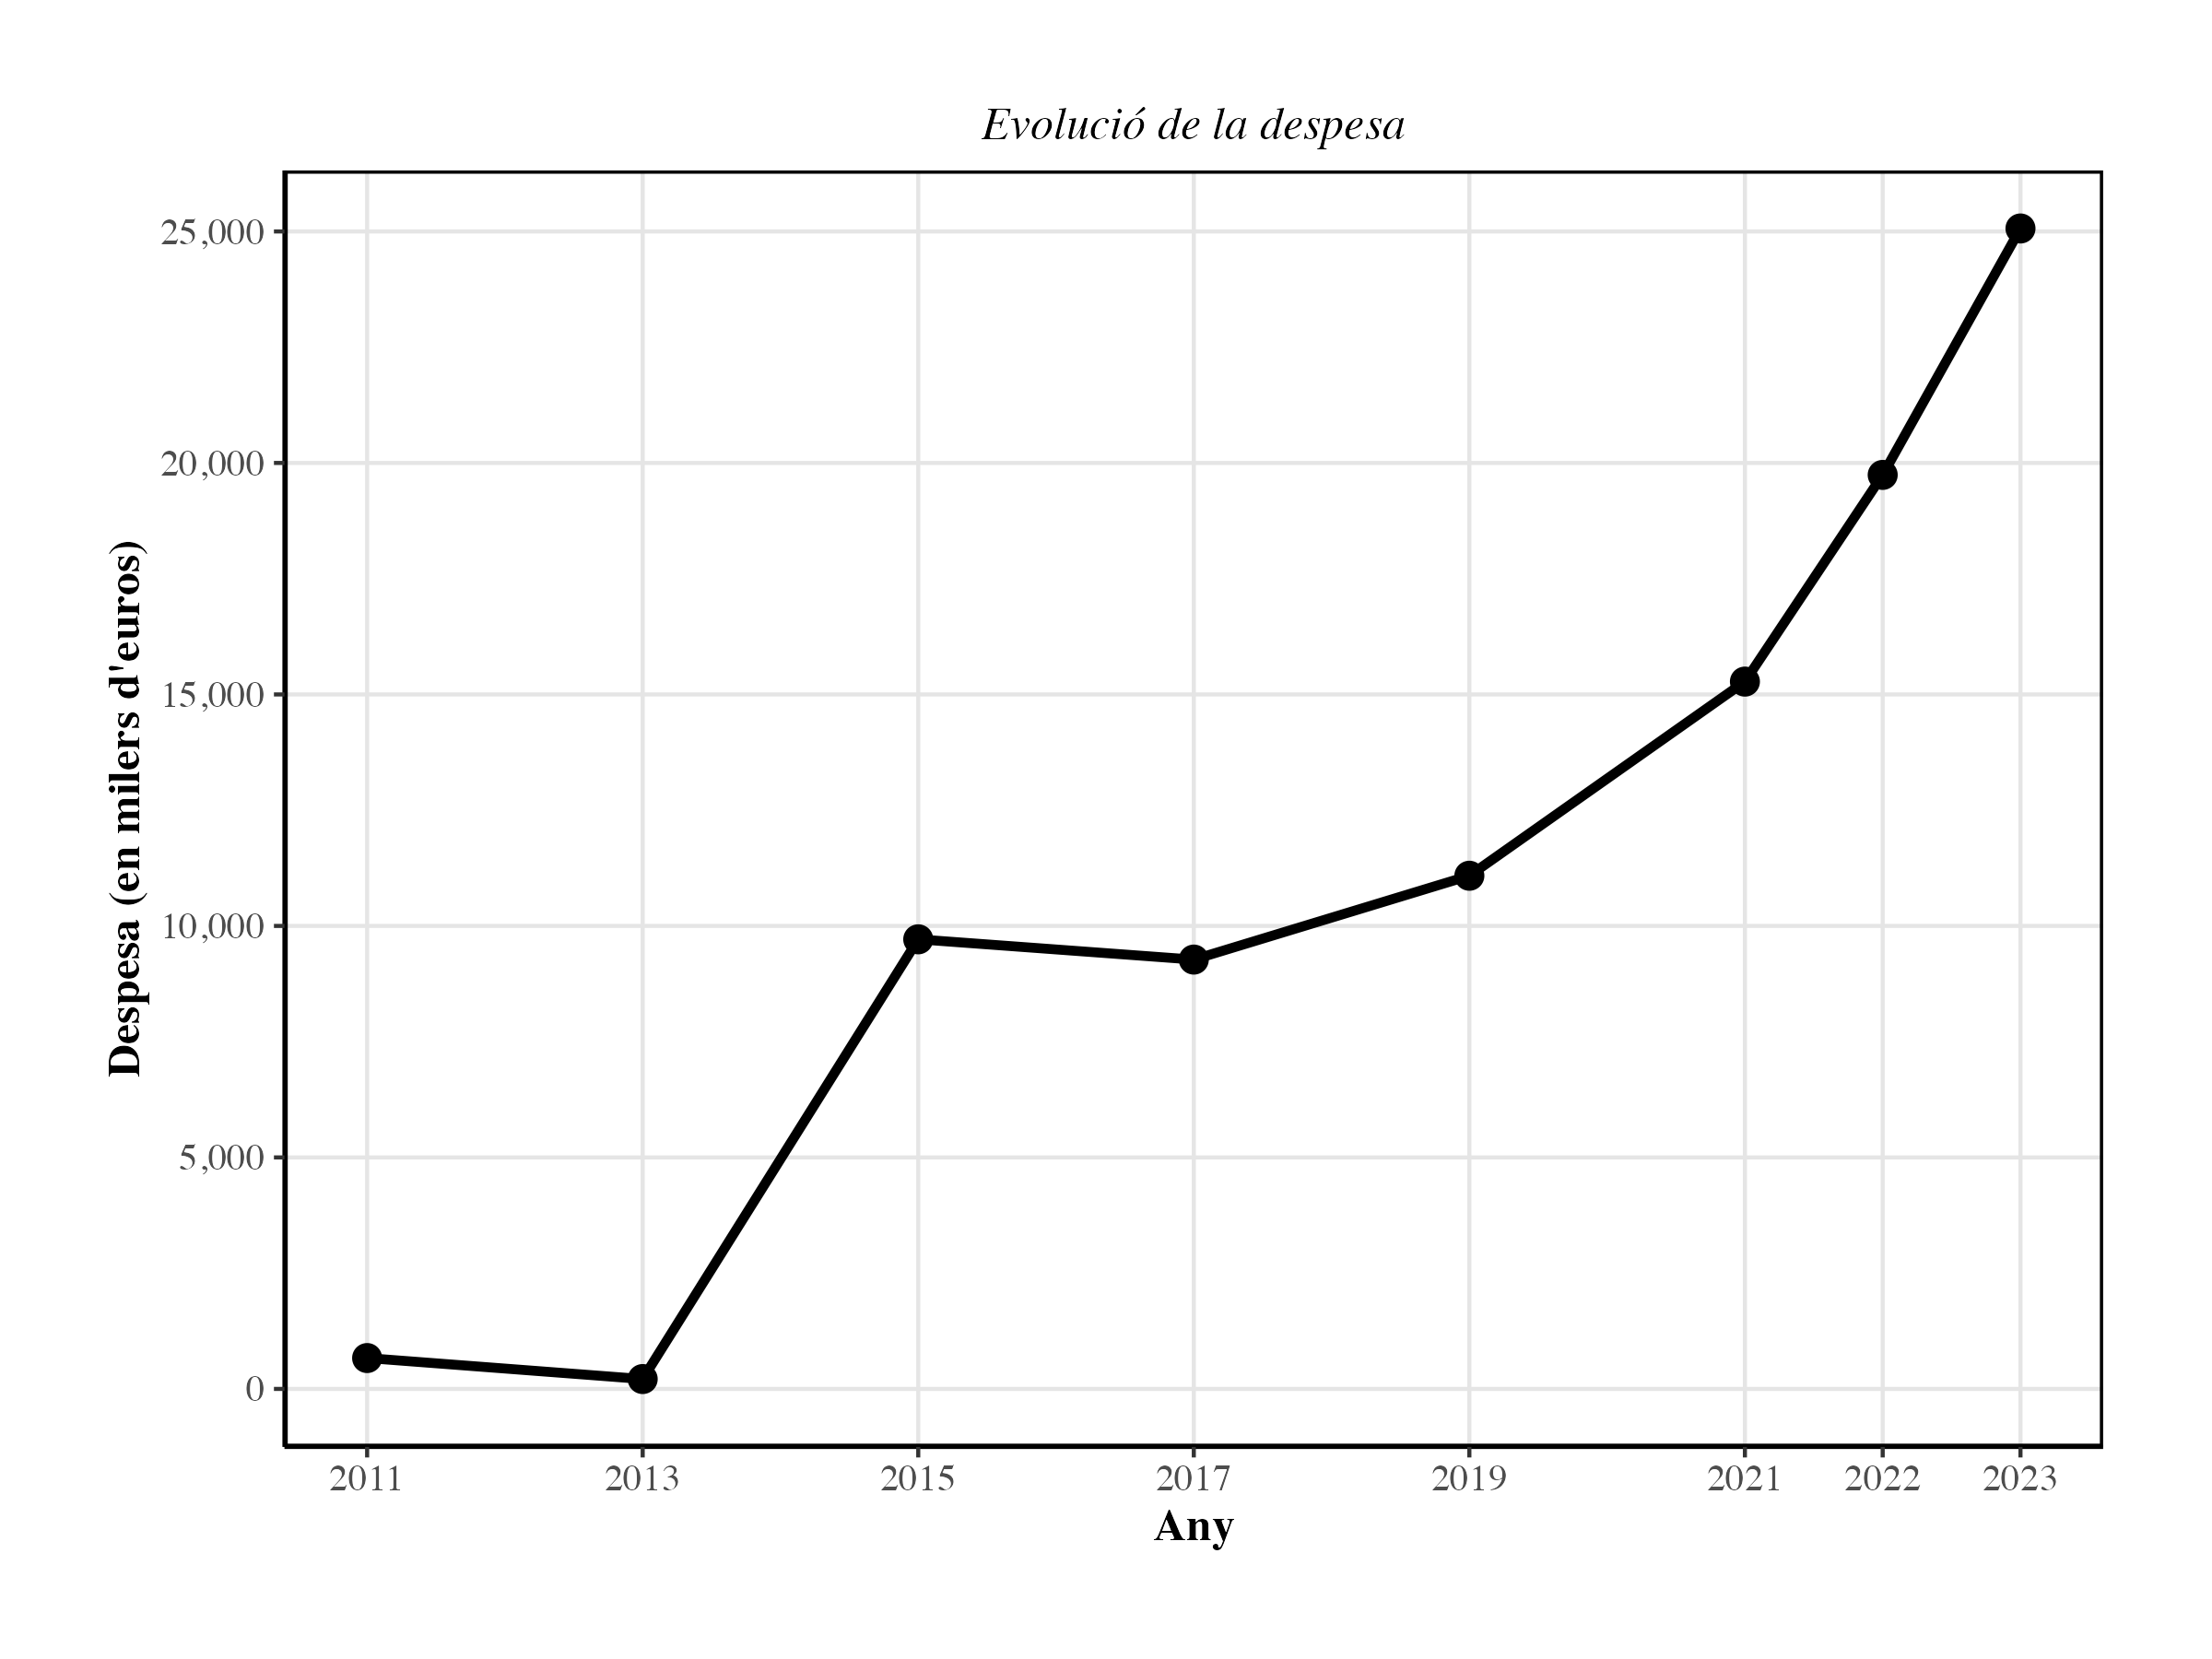 Evolució de la despesa
Despesa (en milers d'euros)
25,000
20,000
15,000
10,000
5,000
0
2011 2013 2015 2017 2019 2021 2022 2023
Any